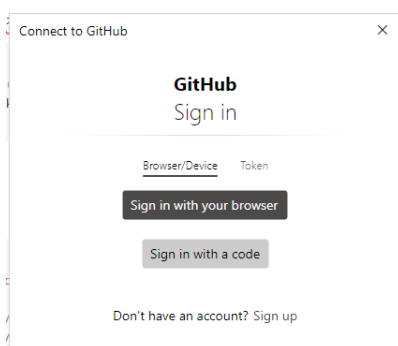 Connect to GitHub
GitHub
Sign in
Browser/Device Token
Sign in with your browser
Sign in with a code
Don't have an account? Sign up